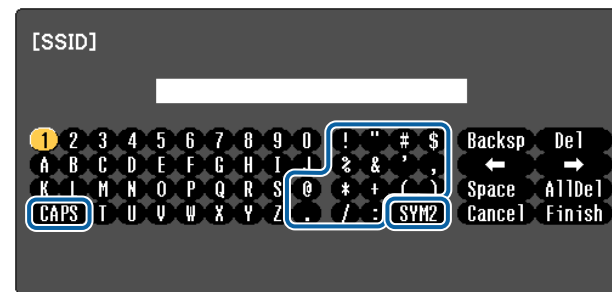 [SSID]
1 2 3 4 5 6 7 8 9 0 ! " # $ Backsp Del
A B C D E F G H I J % & ' , ← →
K L M N O P Q R S @ * + ( ) Space AllDel
CAPS T U V W X Y Z . / : SYM2 Cancel Finish